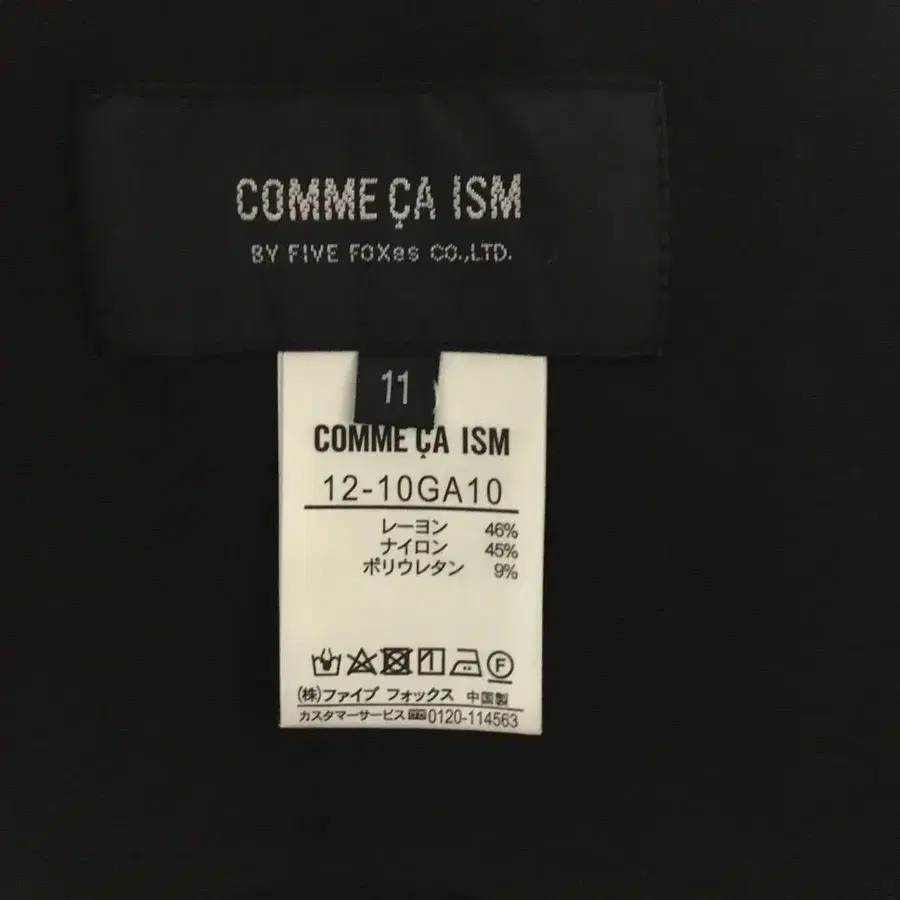 COMME ÇA ISM
BY FIVE FOXes CO.,LTD.
11
COMME ÇA ISM
12-10GA10
レーヨン 46%
ナイロン 45%
ポリウレタン 9%
F
(株)ファイブ フォックス 中国製
カスタマーサービス 0120-114563